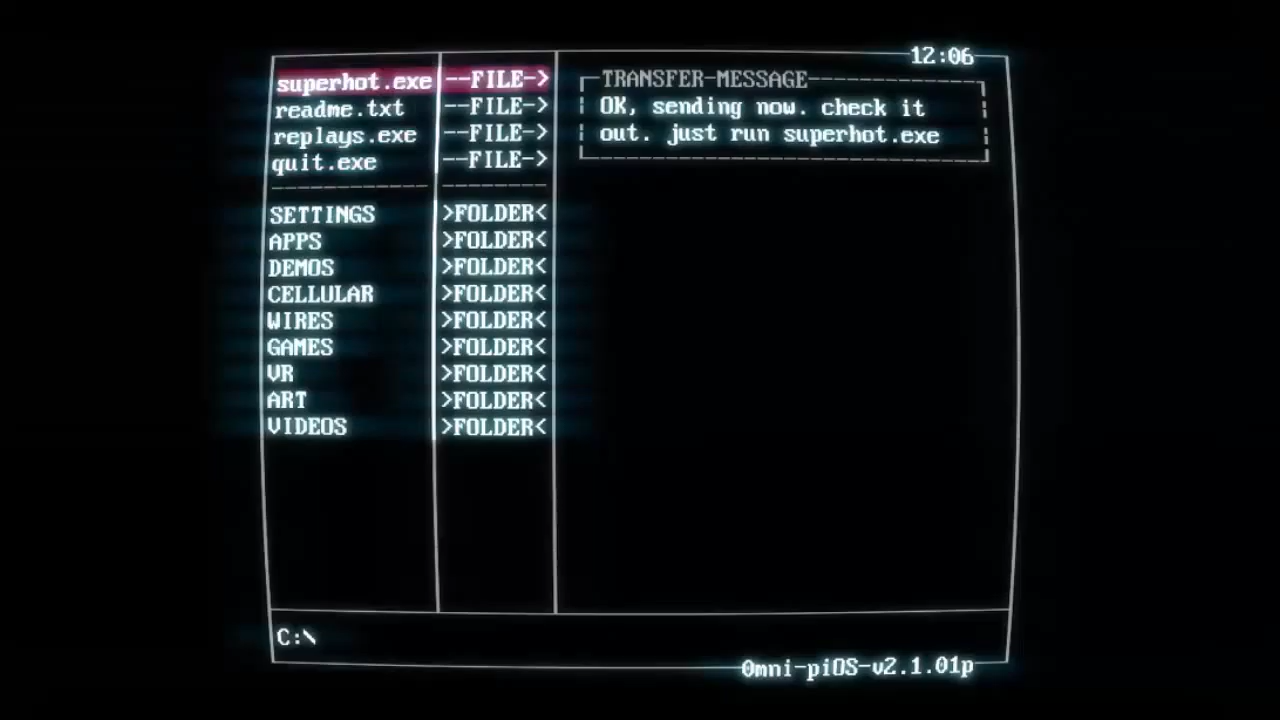 12:06
superhot.exe --FILE->
readme.txt --FILE->
replays.exe --FILE->
quit.exe --FILE->
SETTINGS >FOLDER<
APPS >FOLDER<
DEMOS >FOLDER<
CELLULAR >FOLDER<
WIRES >FOLDER<
GAMES >FOLDER<
VR >FOLDER<
ART >FOLDER<
VIDEOS >FOLDER<
TRANSFER-MESSAGE
OK, sending now. check it
out. just run superhot.exe
C:\
0mni-piOS-v2.1.01p